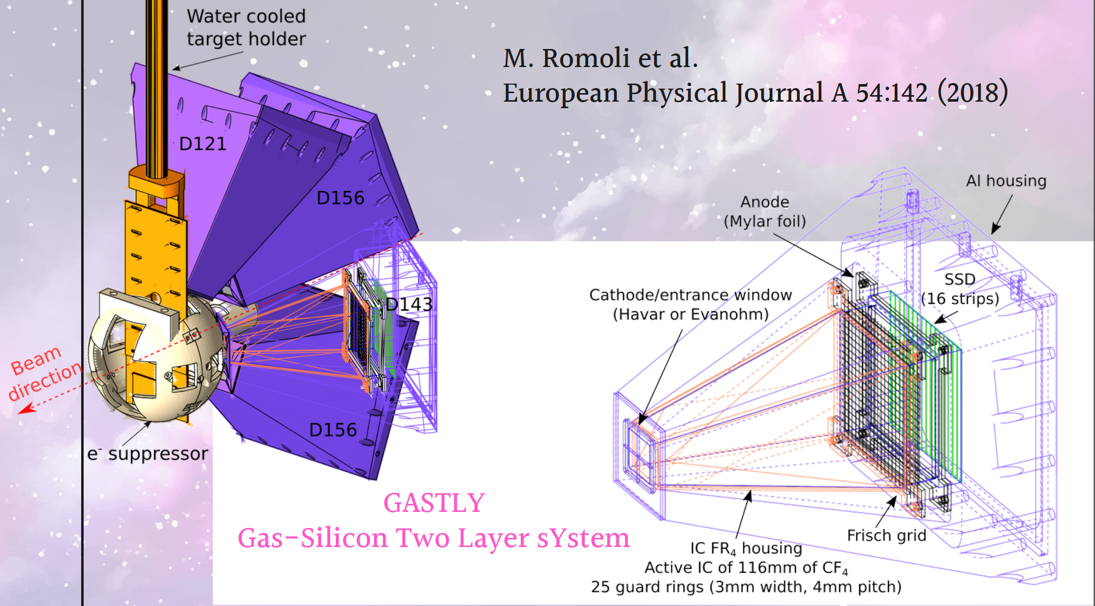 Water cooled
target holder
M. Romoli et al.
European Physical Journal A 54:142 (2018)
D121
D156
D143
D156
Beam
direction
e⁻ suppressor
GASTLY
Gas-Silicon Two Layer sYstem
Al housing
Anode
(Mylar foil)
SSD
(16 strips)
Cathode/entrance window
(Havar or Evanohm)
Frisch grid
IC FR₄ housing
Active IC of 116mm of CF₄
25 guard rings (3mm width, 4mm pitch)